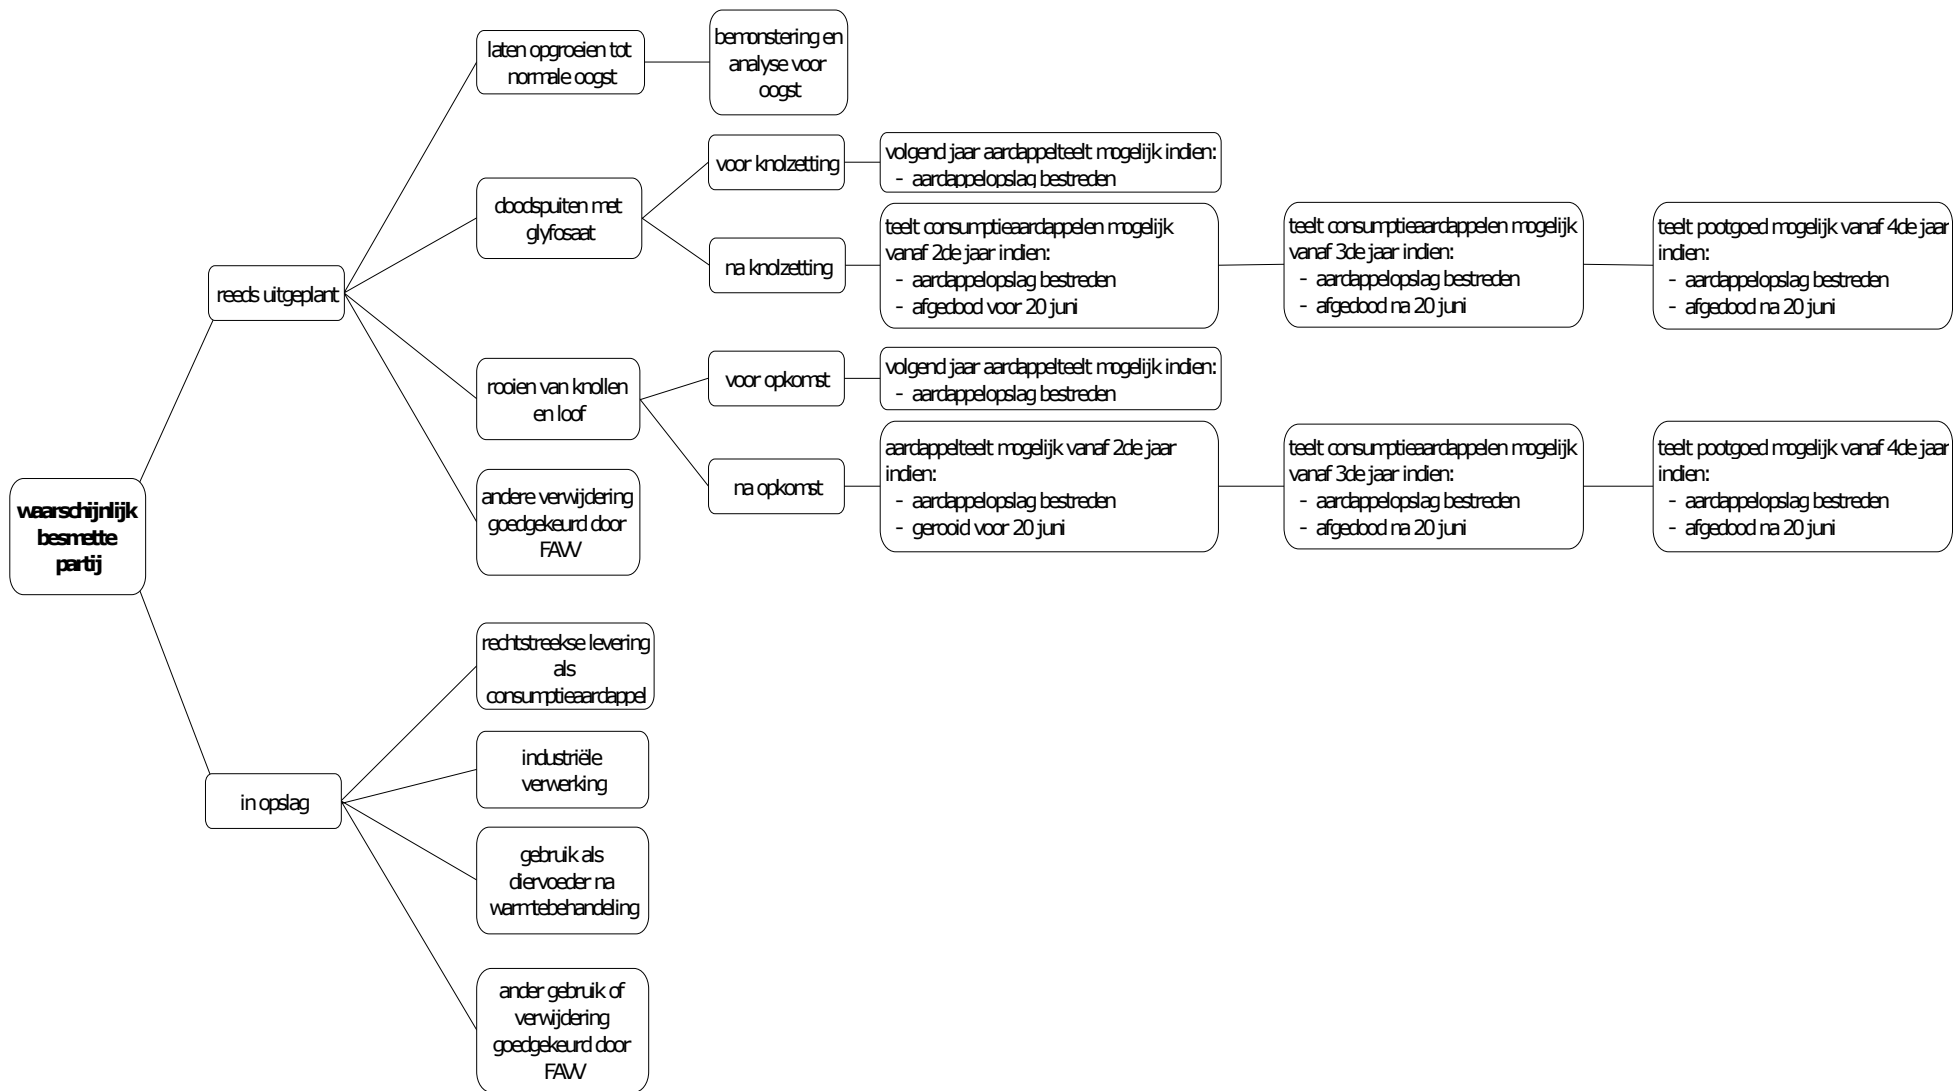 waarschijnlijk
besmette
partij
reeds uitgeplant
laten opgroeien tot
normale oogst
bemonstering en
analyse voor
oogst
doodspuiten met
glyfosaat
voor knolzetting
volgend jaar aardappelteelt mogelijk indien:
- aardappelopslag bestreden
na knolzetting
teelt consumptieaardappelen mogelijk
vanaf 2de jaar indien:
- aardappelopslag bestreden
- afgedood voor 20 juni
teelt consumptieaardappelen mogelijk
vanaf 3de jaar indien:
- aardappelopslag bestreden
- afgedood na 20 juni
teelt pootgoed mogelijk vanaf 4de jaar
indien:
- aardappelopslag bestreden
- afgedood na 20 juni
rooien van knollen
en loof
voor opkomst
volgend jaar aardappelteelt mogelijk indien:
- aardappelopslag bestreden
na opkomst
aardappelteelt mogelijk vanaf 2de jaar
indien:
- aardappelopslag bestreden
- gerooid voor 20 juni
teelt consumptieaardappelen mogelijk
vanaf 3de jaar indien:
- aardappelopslag bestreden
- afgedood na 20 juni
teelt pootgoed mogelijk vanaf 4de jaar
indien:
- aardappelopslag bestreden
- afgedood na 20 juni
andere verwijdering
goedgekeurd door
FAVV
in opslag
rechtstreekse levering
als
consumptieaardappel
industriële
verwerking
gebruik als
diervoeder na
warmtebehandeling
ander gebruik of
verwijdering
goedgekeurd door
FAVV